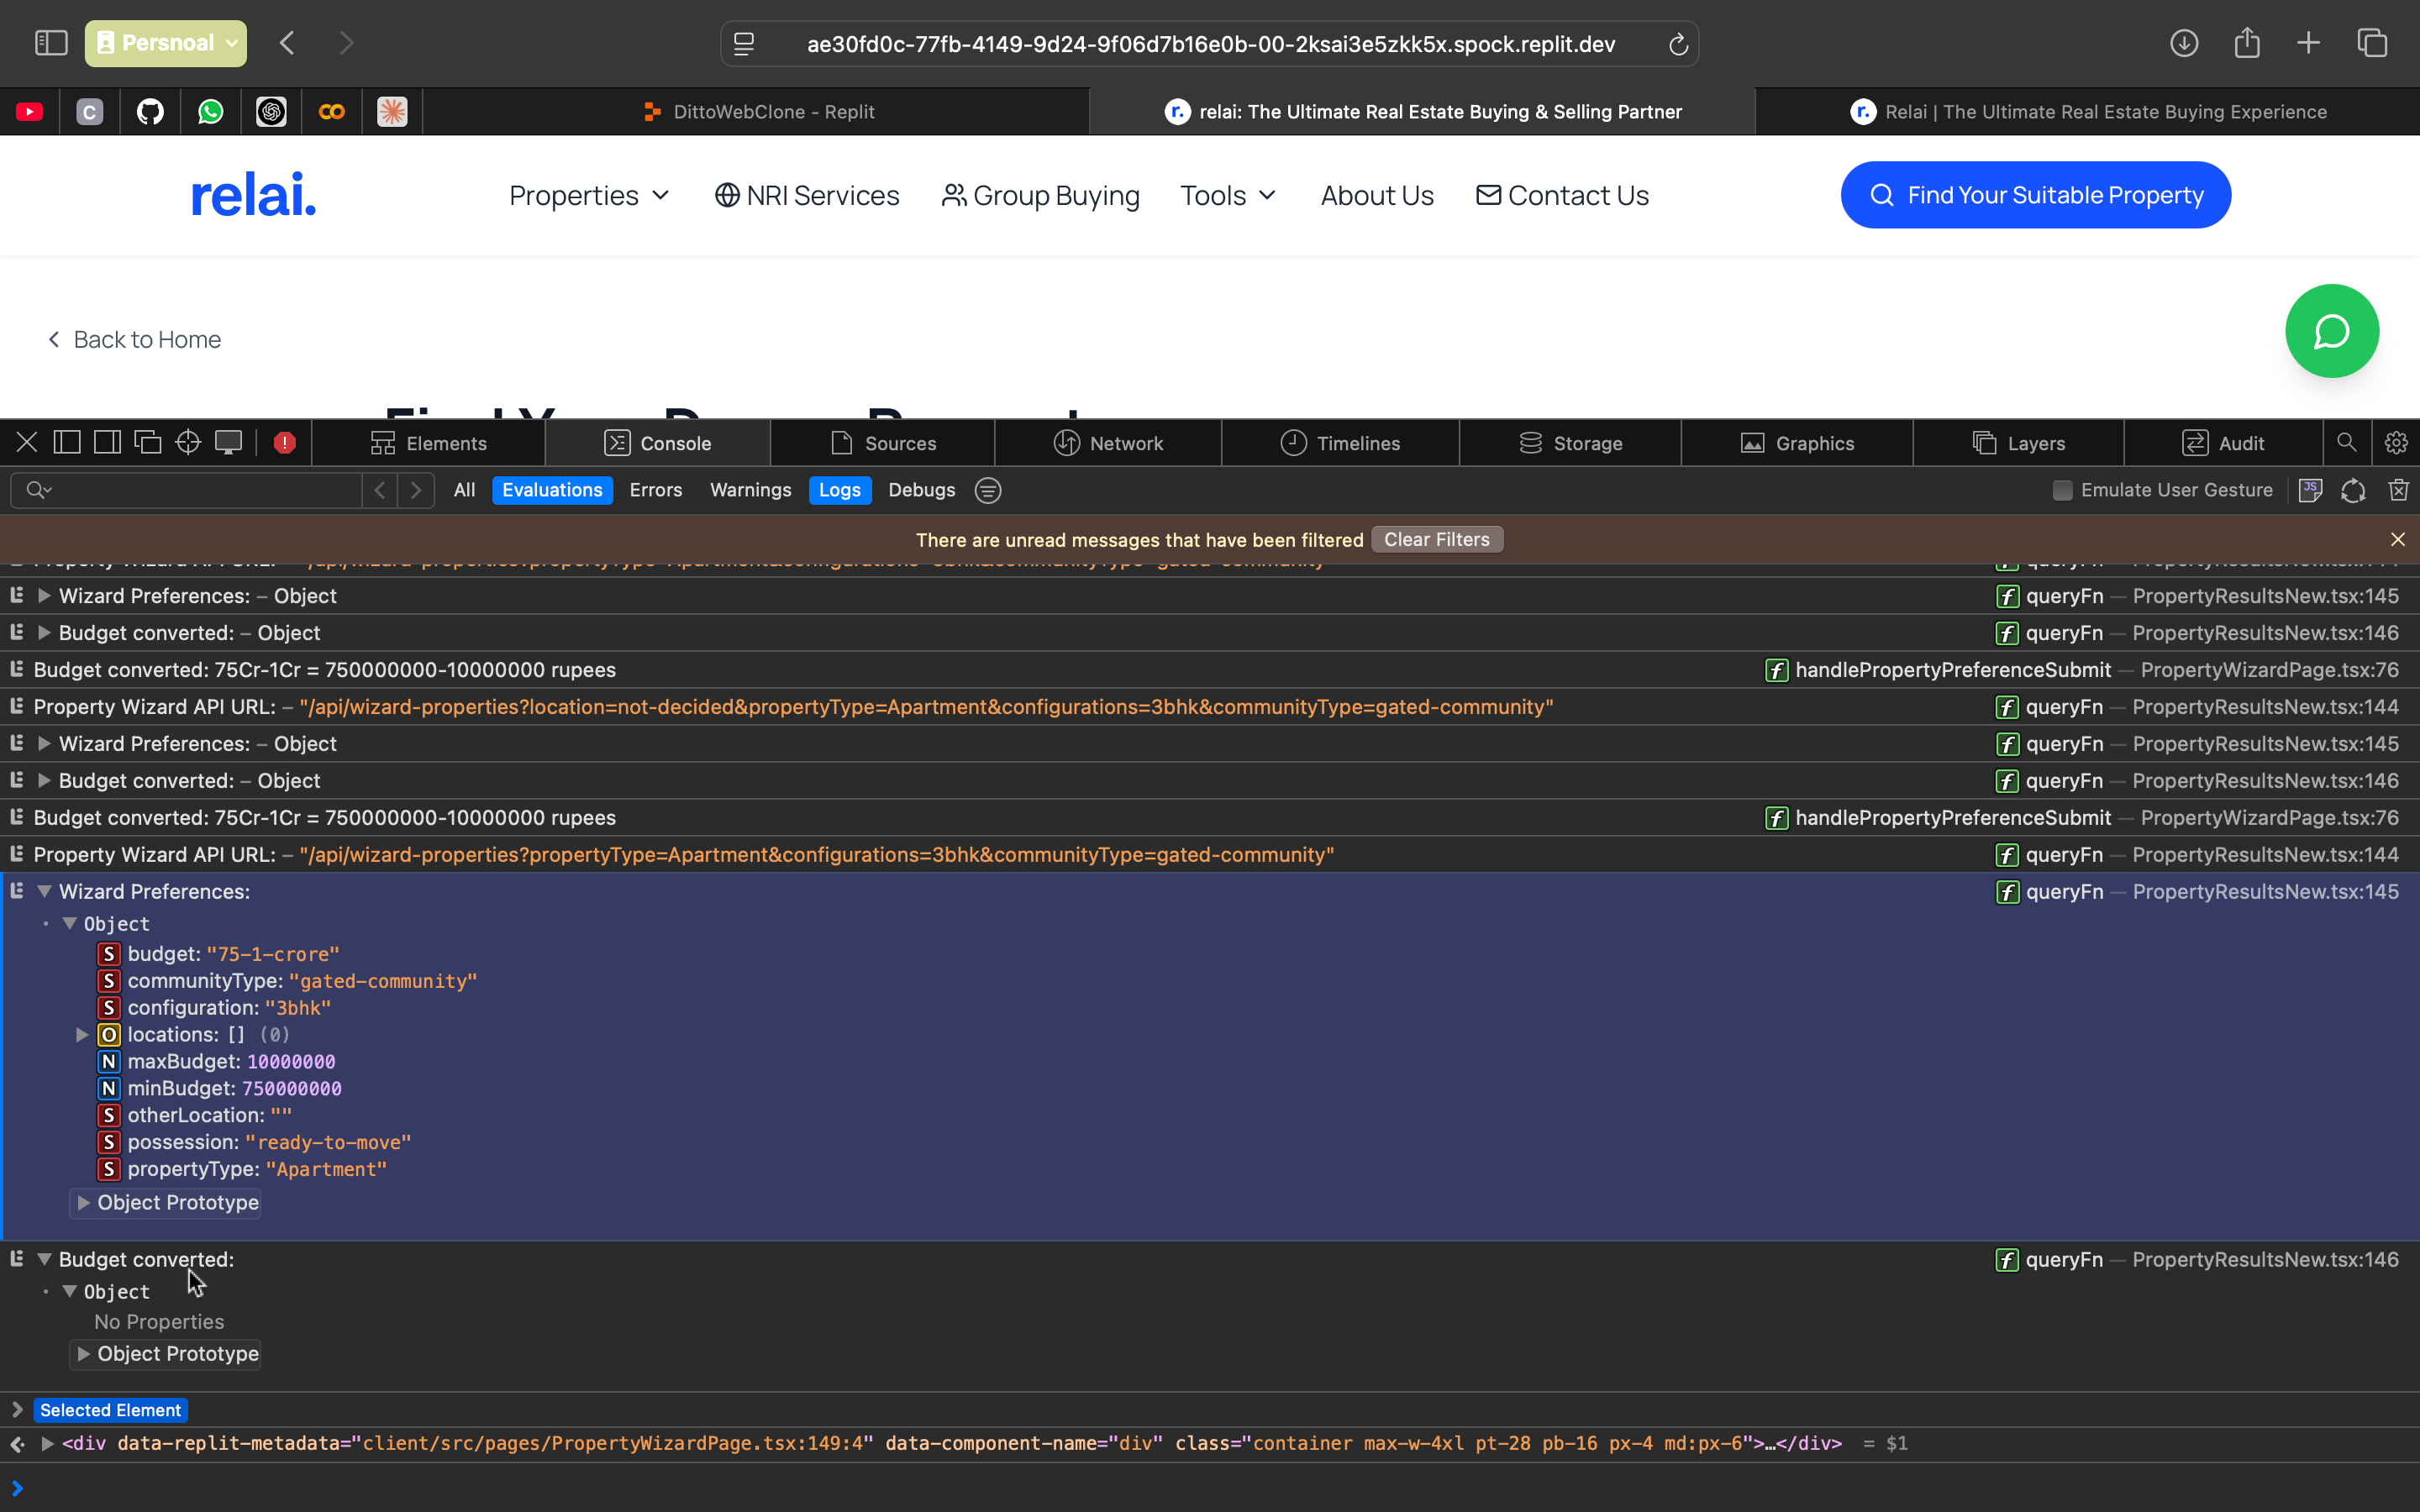 Persnoal
ae30fd0c-77fb-4149-9d24-9f06d7b16e0b-00-2ksai3e5zkk5x.spock.replit.dev
C
DittoWebClone - Replit
r. relai: The Ultimate Real Estate Buying & Selling Partner
r. Relai | The Ultimate Real Estate Buying Experience
relai.
Properties
NRI Services
Group Buying
Tools
About Us
Contact Us
Find Your Suitable Property
Back to Home
Elements
Console
Sources
Network
Timelines
Storage
Graphics
Layers
Audit
All
Evaluations
Errors
Warnings
Logs
Debugs
Emulate User Gesture
There are unread messages that have been filtered
Clear Filters
Wizard Preferences: – Object
f queryFn — PropertyResultsNew.tsx:145
Budget converted: – Object
f queryFn — PropertyResultsNew.tsx:146
Budget converted: 75Cr-1Cr = 750000000-10000000 rupees
f handlePropertyPreferenceSubmit — PropertyWizardPage.tsx:76
Property Wizard API URL: – "/api/wizard-properties?location=not-decided&propertyType=Apartment&configurations=3bhk&communityType=gated-community"
f queryFn — PropertyResultsNew.tsx:144
Wizard Preferences: – Object
f queryFn — PropertyResultsNew.tsx:145
Budget converted: – Object
f queryFn — PropertyResultsNew.tsx:146
Budget converted: 75Cr-1Cr = 750000000-10000000 rupees
f handlePropertyPreferenceSubmit — PropertyWizardPage.tsx:76
Property Wizard API URL: – "/api/wizard-properties?propertyType=Apartment&configurations=3bhk&communityType=gated-community"
f queryFn — PropertyResultsNew.tsx:144
Wizard Preferences:
f queryFn — PropertyResultsNew.tsx:145
Object
S budget: "75-1-crore"
S communityType: "gated-community"
S configuration: "3bhk"
O locations: [] (0)
N maxBudget: 10000000
N minBudget: 750000000
S otherLocation: ""
S possession: "ready-to-move"
S propertyType: "Apartment"
Object Prototype
Budget converted:
f queryFn — PropertyResultsNew.tsx:146
Object
No Properties
Object Prototype
Selected Element
<div data-replit-metadata="client/src/pages/PropertyWizardPage.tsx:149:4" data-component-name="div" class="container max-w-4xl pt-28 pb-16 px-4 md:px-6">…</div> = $1